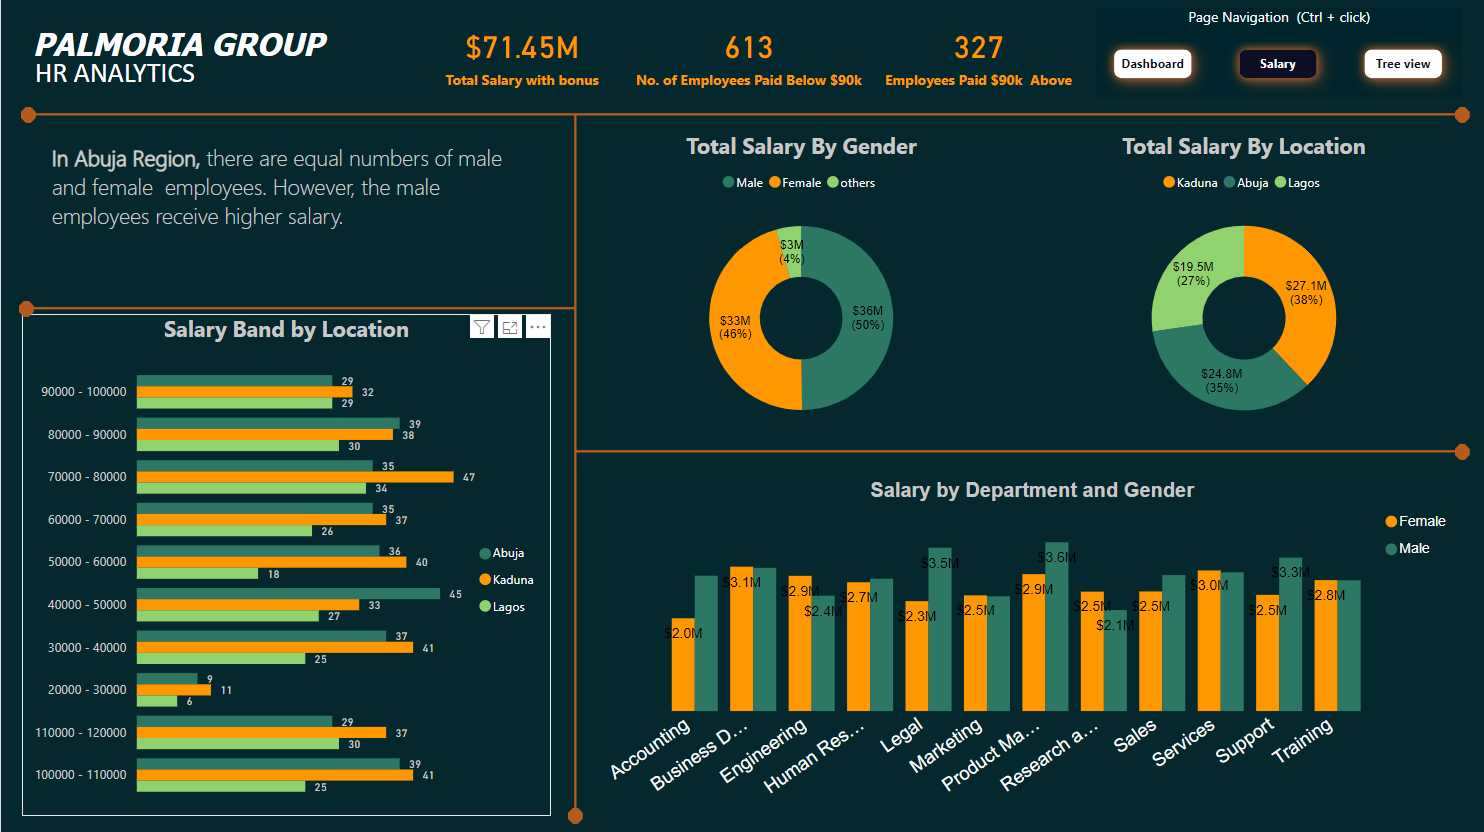 PALMORIA GROUP
HR ANALYTICS
$71.45M
Total Salary with bonus
613
No. of Employees Paid Below $90k
327
Employees Paid $90k  Above
Page Navigation  (Ctrl + click)
Dashboard
Salary
Tree view
In Abuja Region, there are equal numbers of male
and female  employees. However, the male
employees receive higher salary.
Total Salary By Gender
Male Female others
$3M
(4%)
$33M
(46%)
$36M
(50%)
Total Salary By Location
Kaduna Abuja Lagos
$19.5M
(27%)
$27.1M
(38%)
$24.8M
(35%)
Salary Band by Location
90000 - 100000
29
32
29
80000 - 90000
39
38
30
70000 - 80000
35
47
34
60000 - 70000
35
37
26
50000 - 60000
36
40
18
40000 - 50000
45
33
27
30000 - 40000
37
41
25
20000 - 30000
9
11
6
110000 - 120000
29
37
30
100000 - 110000
39
41
25
Abuja
Kaduna
Lagos
Salary by Department and Gender
Female
Male
$2.0M
$3.1M
$2.9M
$2.4M
$2.7M
$2.3M
$3.5M
$2.5M
$2.9M
$3.6M
$2.5M
$2.1M
$2.5M
$3.0M
$2.5M
$3.3M
$2.8M
Accounting
Business D...
Engineering
Human Res...
Legal
Marketing
Product Ma...
Research a...
Sales
Services
Support
Training